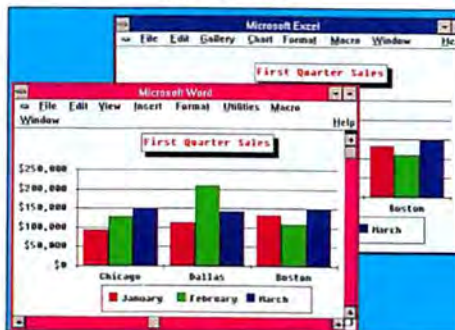 Microsoft Excel
File Edit Gallery Chart Format Macro Window He
First Quarter Sales
Boston
March
Microsoft Word
File Edit View Insert Format Utilities Macro
Window Help
First Quarter Sales
$250,000
$200,000
$150,000
$100,000
$50,000
$0
Chicago Dallas Boston
January February March